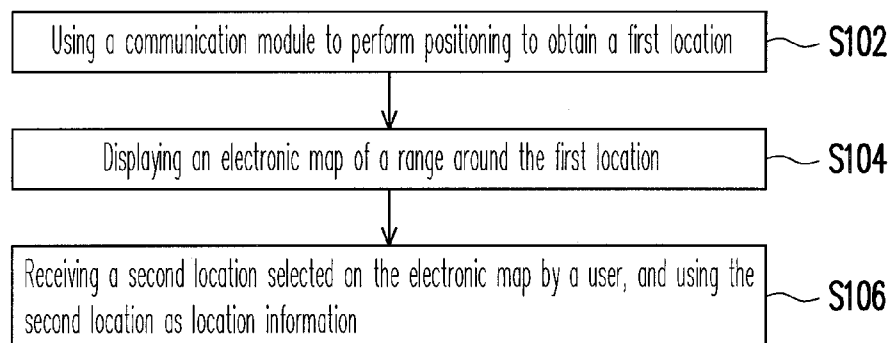 Using a communication module to perform positioning to obtain a first location
S102
Displaying an electronic map of a range around the first location
S104
Receiving a second location selected on the electronic map by a user, and using the
second location as location information
S106